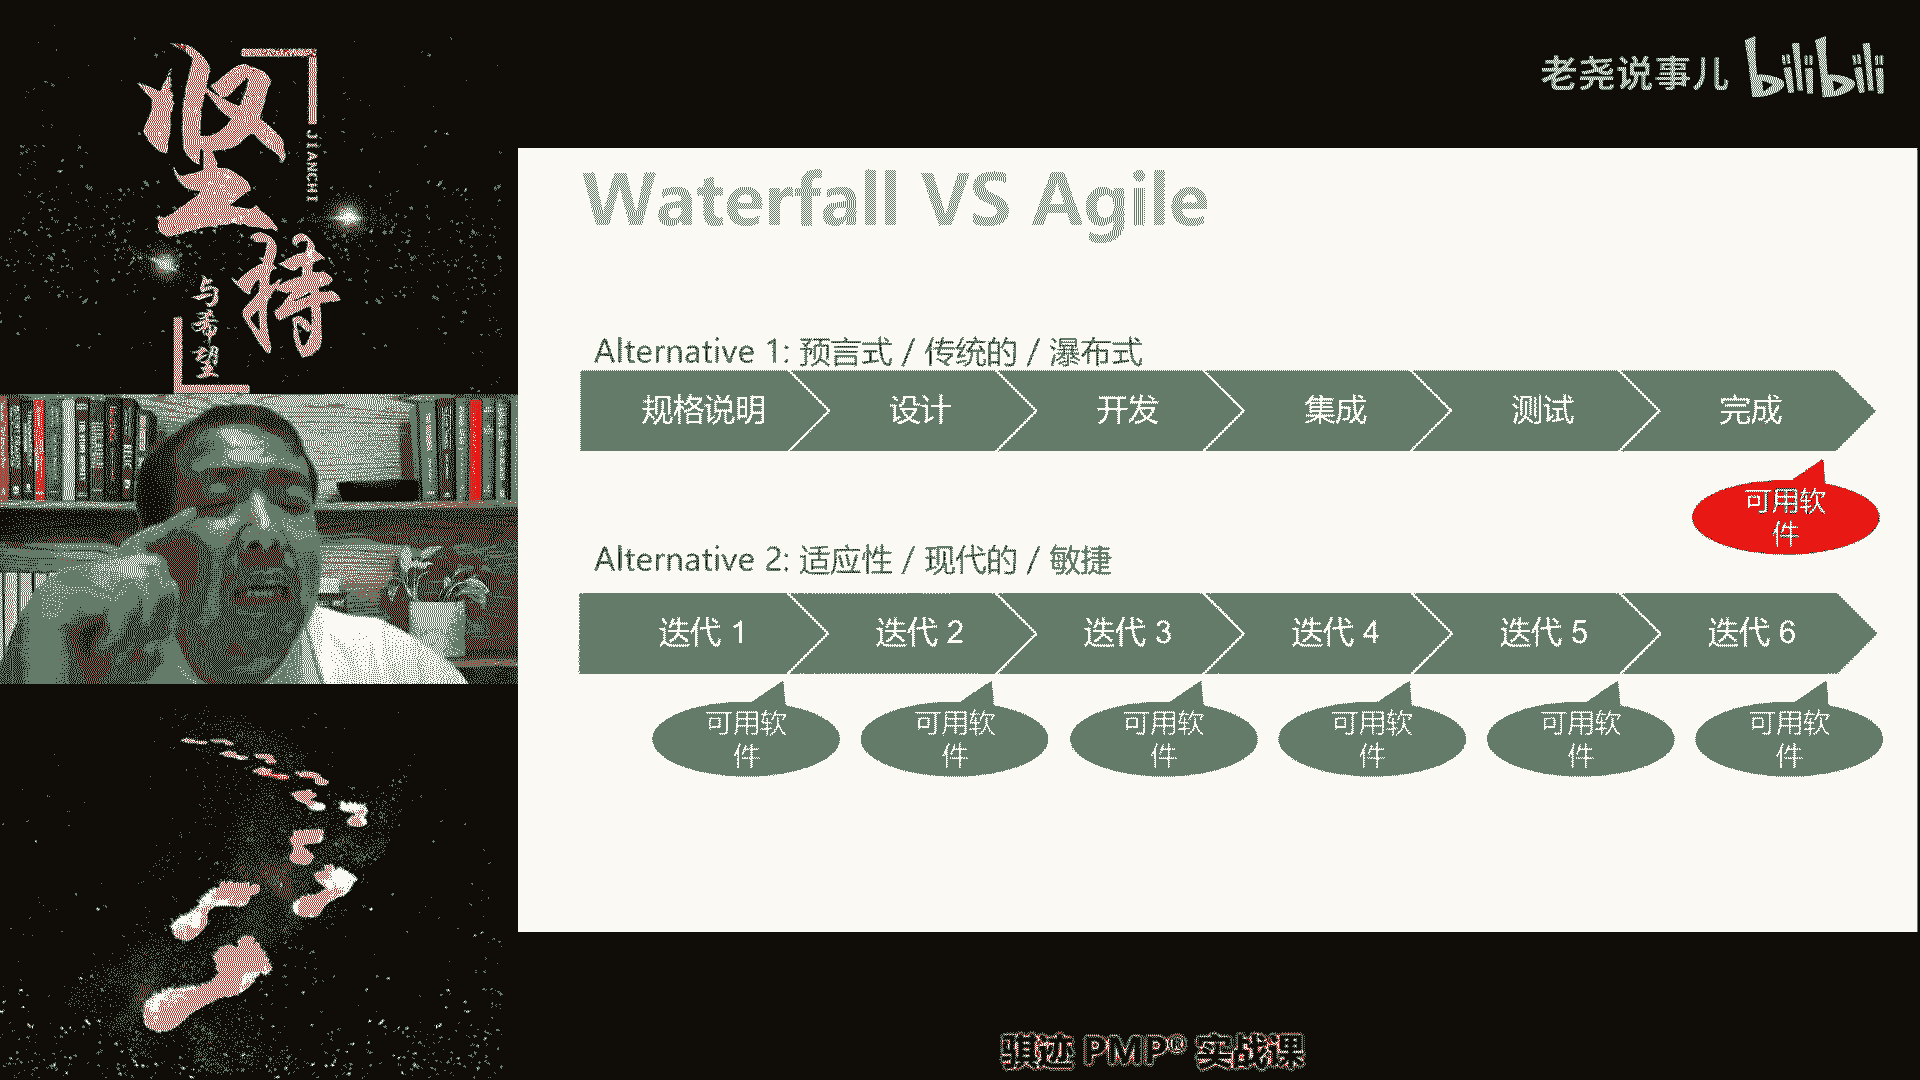 坚持
JIANCHI
与希望
老尧说事儿 bilibili
Waterfall VS Agile
Alternative 1: 预言式 / 传统的 / 瀑布式
规格说明 设计 开发 集成 测试 完成
可用软
件
Alternative 2: 适应性 / 现代的 / 敏捷
迭代 1 迭代 2 迭代 3 迭代 4 迭代 5 迭代 6
可用软 可用软 可用软 可用软 可用软 可用软
件 件 件 件 件 件
骐迹 PMP® 实战课